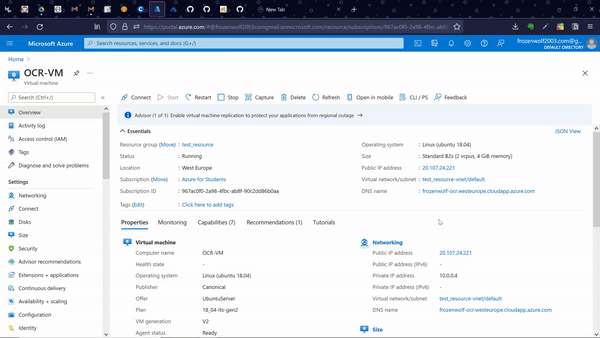 New Tab
https://portal.azure.com/#@frozenwolf2003gmail.onmicrosoft.com/resource/subscriptions/967ac0f0-2a98-4fbc-ab8f-90c2
Microsoft Azure
Search resources, services, and docs (G+/)
frozenwolf2003.com@g...
DEFAULT DIRECTORY
Home >
OCR-VM
Virtual machine
Search (Ctrl+/)
Connect
Start
Restart
Stop
Capture
Delete
Refresh
Open in mobile
CLI / PS
Feedback
Overview
Activity log
Access control (IAM)
Tags
Diagnose and solve problems
Settings
Networking
Connect
Disks
Size
Security
Advisor recommendations
Extensions + applications
Continuous delivery
Availability + scaling
Configuration
Identity
Advisor (1 of 1): Enable virtual machine replication to protect your applications from regional outage →
Essentials
JSON View
Resource group (Move) : test_resource
Status : Running
Location : West Europe
Subscription (Move) : Azure for Students
Subscription ID : 967ac0f0-2a98-4fbc-ab8f-90c2dd86b0aa
Tags (Edit) : Click here to add tags
Operating system : Linux (ubuntu 18.04)
Size : Standard B2s (2 vcpus, 4 GiB memory)
Public IP address : 20.107.24.221
Virtual network/subnet : test_resource-vnet/default
DNS name : frozenwolf-ocr.westeurope.cloudapp.azure.com
Properties
Monitoring
Capabilities (7)
Recommendations (1)
Tutorials
Virtual machine
Computer name OCR-VM
Health state -
Operating system Linux (ubuntu 18.04)
Publisher Canonical
Offer UbuntuServer
Plan 18_04-lts-gen2
VM generation V2
Agent status Ready
Networking
Public IP address 20.107.24.221
Public IP address (IPv6) -
Private IP address 10.0.0.4
Private IP address (IPv6) -
Virtual network/subnet test_resource-vnet/default
DNS name frozenwolf-ocr.westeurope.cloudapp.azure.com
Size